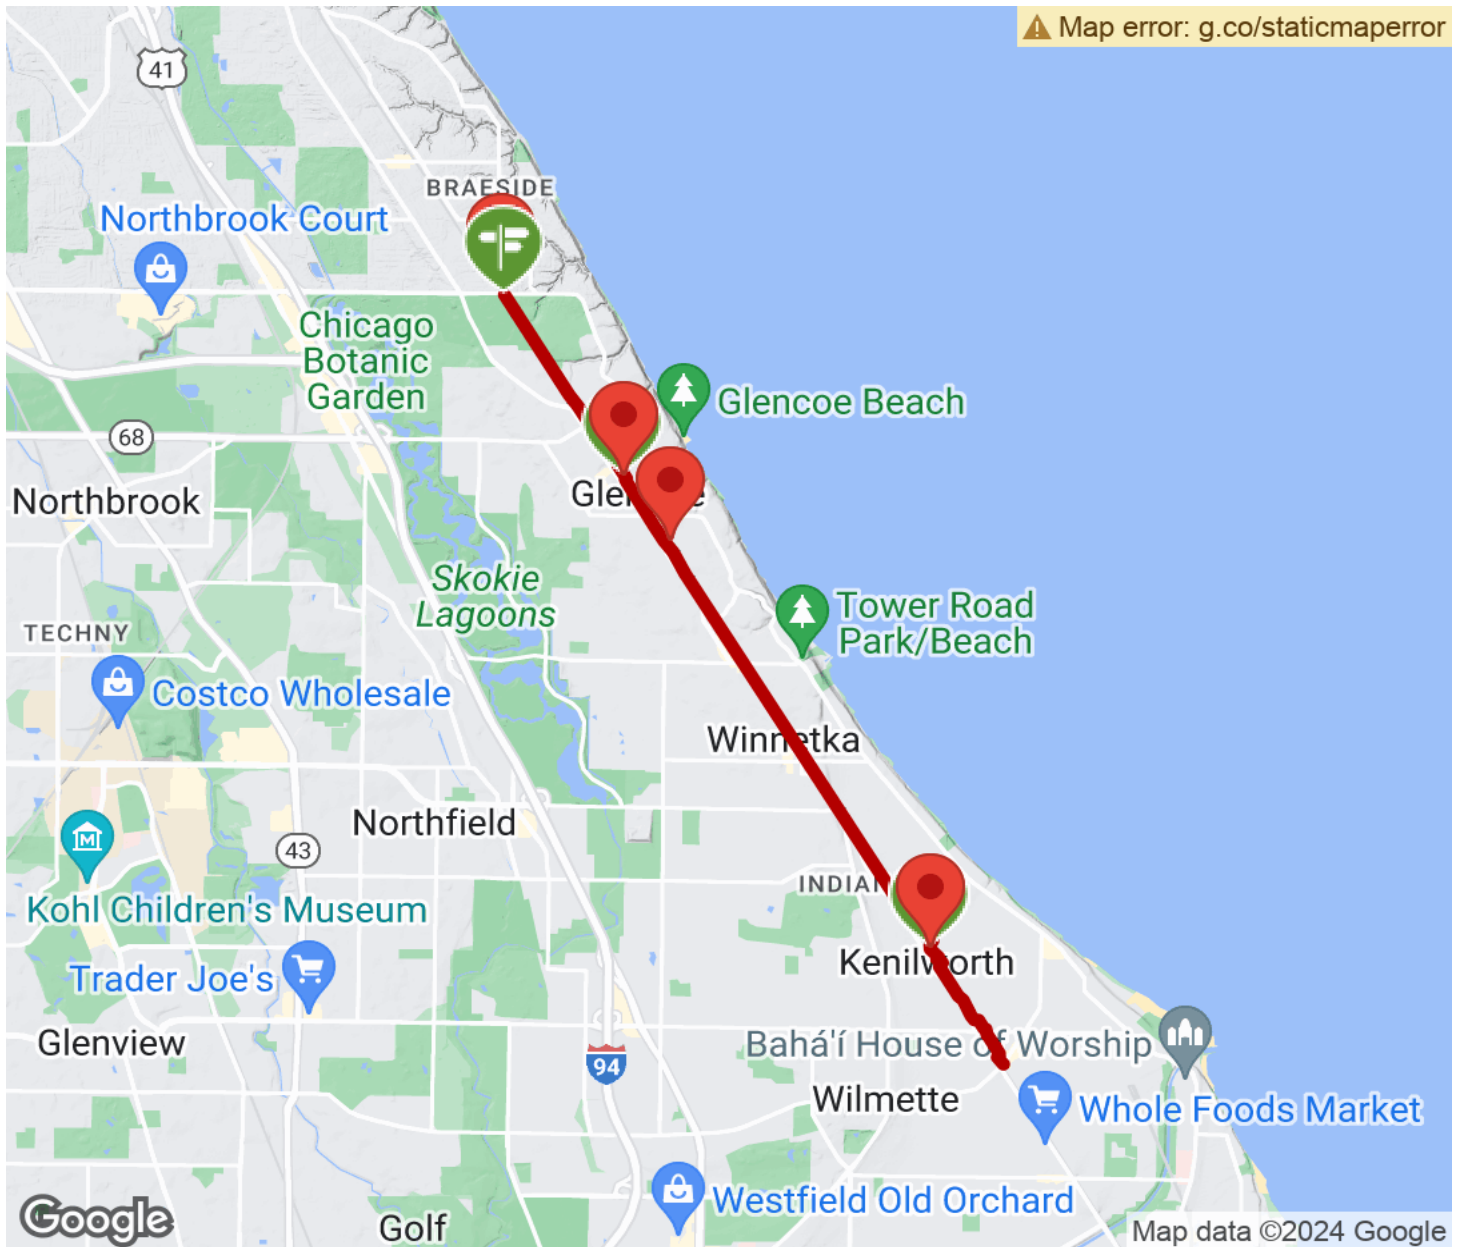 Map error: g.co/staticmaperror
41
BRAESIDE
Northbrook Court
Chicago
Botanic
Garden
Glencoe Beach
68
Northbrook
Skokie
Lagoons
Tower Road
Park/Beach
TECHNY
Costco Wholesale
Winnetka
Northfield
43
M
INDIAN
Kohl Children's Museum
Kenilworth
Trader Joe's
Glenview
94
Bahá'í House of Worship
Wilmette
Whole Foods Market
Westfield Old Orchard
Google
Golf
Map data ©2024 Google